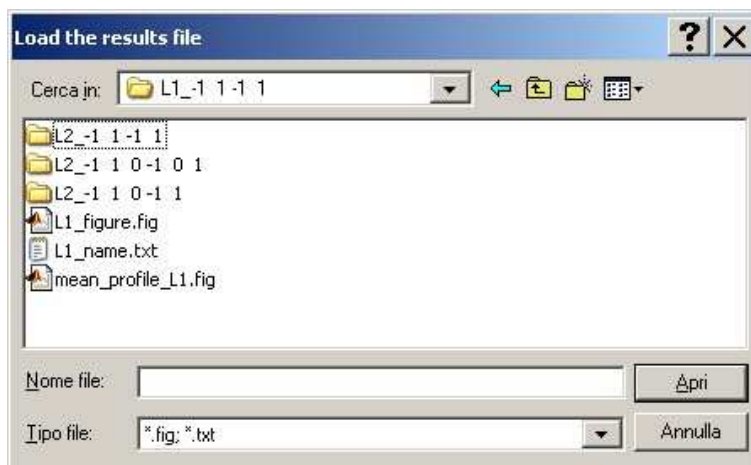 Load the results file
Cerca in: L1_-1 1 -1 1
L2_-1 1 -1 1
L2_-1 1 0 -1 0 1
L2_-1 1 0 -1 1
L1_figure.fig
L1_name.txt
mean_profile_L1.fig
Nome file: Apri
Tipo file: *.fig; *.txt Annulla